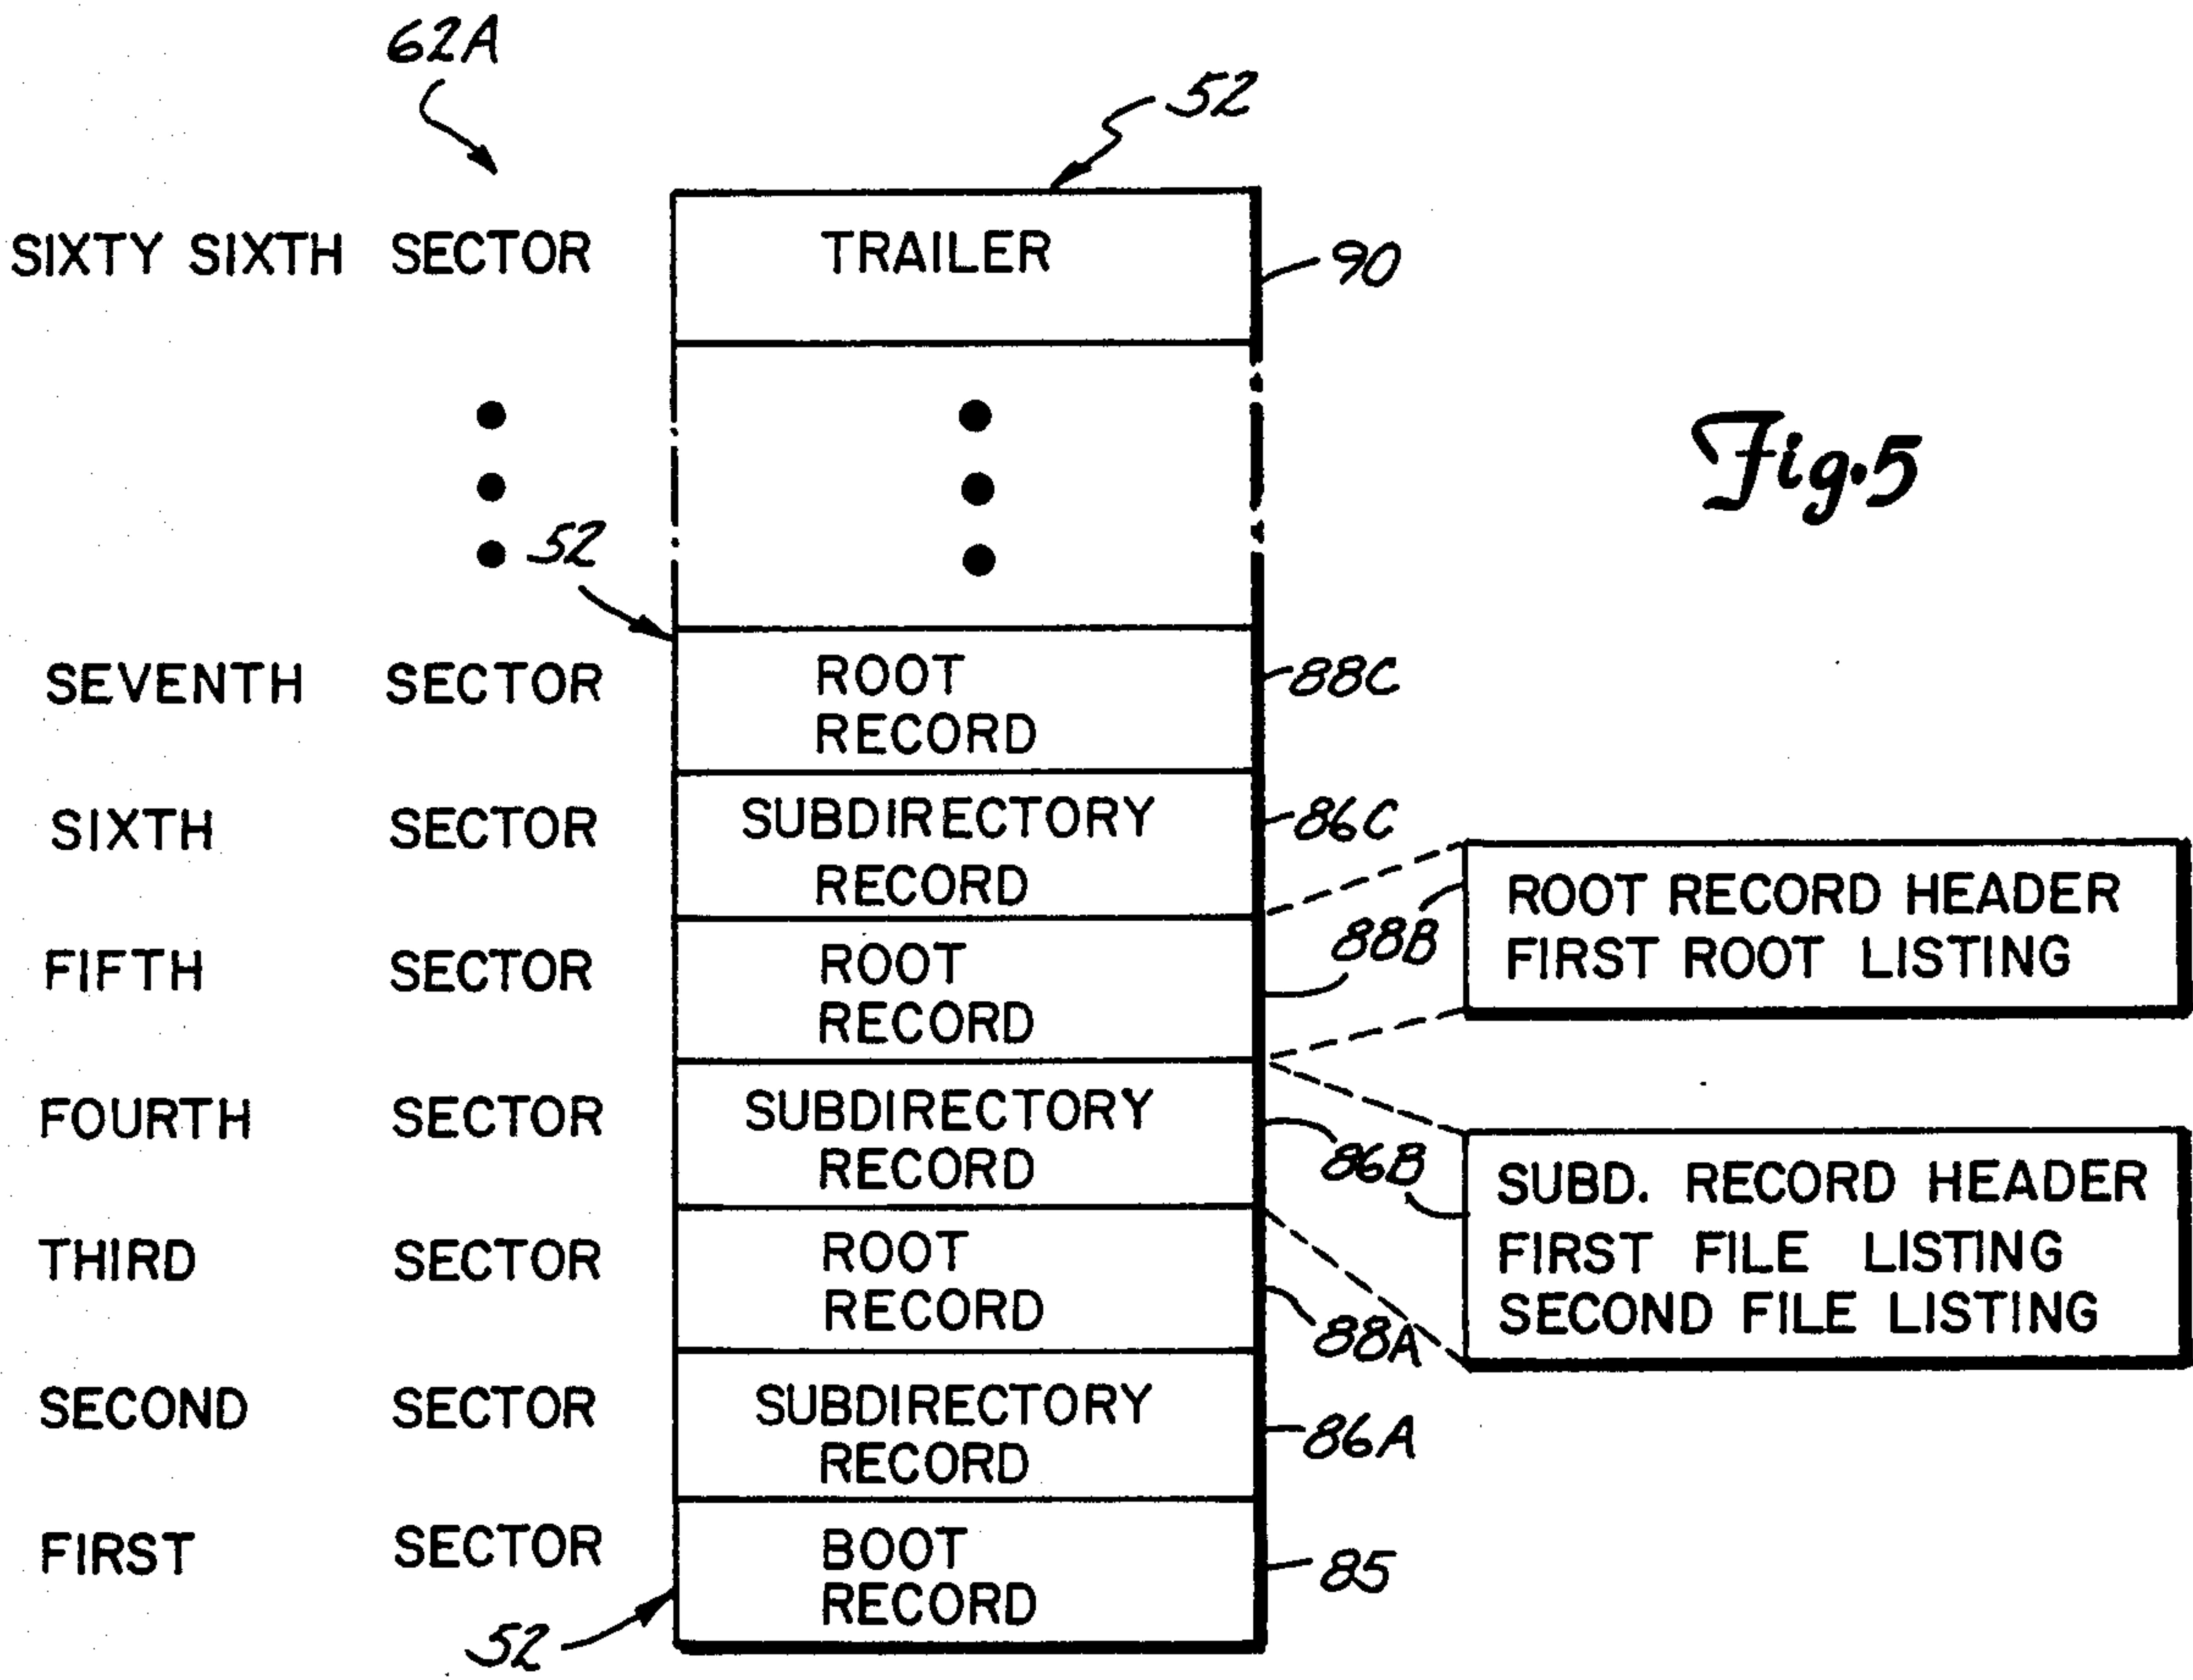 62A
52
SIXTY SIXTH SECTOR TRAILER 90
Fig.5
52
SEVENTH SECTOR ROOT RECORD 88C
SIXTH SECTOR SUBDIRECTORY RECORD 86C
ROOT RECORD HEADER
FIRST ROOT LISTING
FIFTH SECTOR ROOT RECORD 88B
FOURTH SECTOR SUBDIRECTORY RECORD 86B
SUBD. RECORD HEADER
FIRST FILE LISTING
SECOND FILE LISTING
THIRD SECTOR ROOT RECORD 88A
SECOND SECTOR SUBDIRECTORY RECORD 86A
FIRST SECTOR BOOT RECORD 85
52